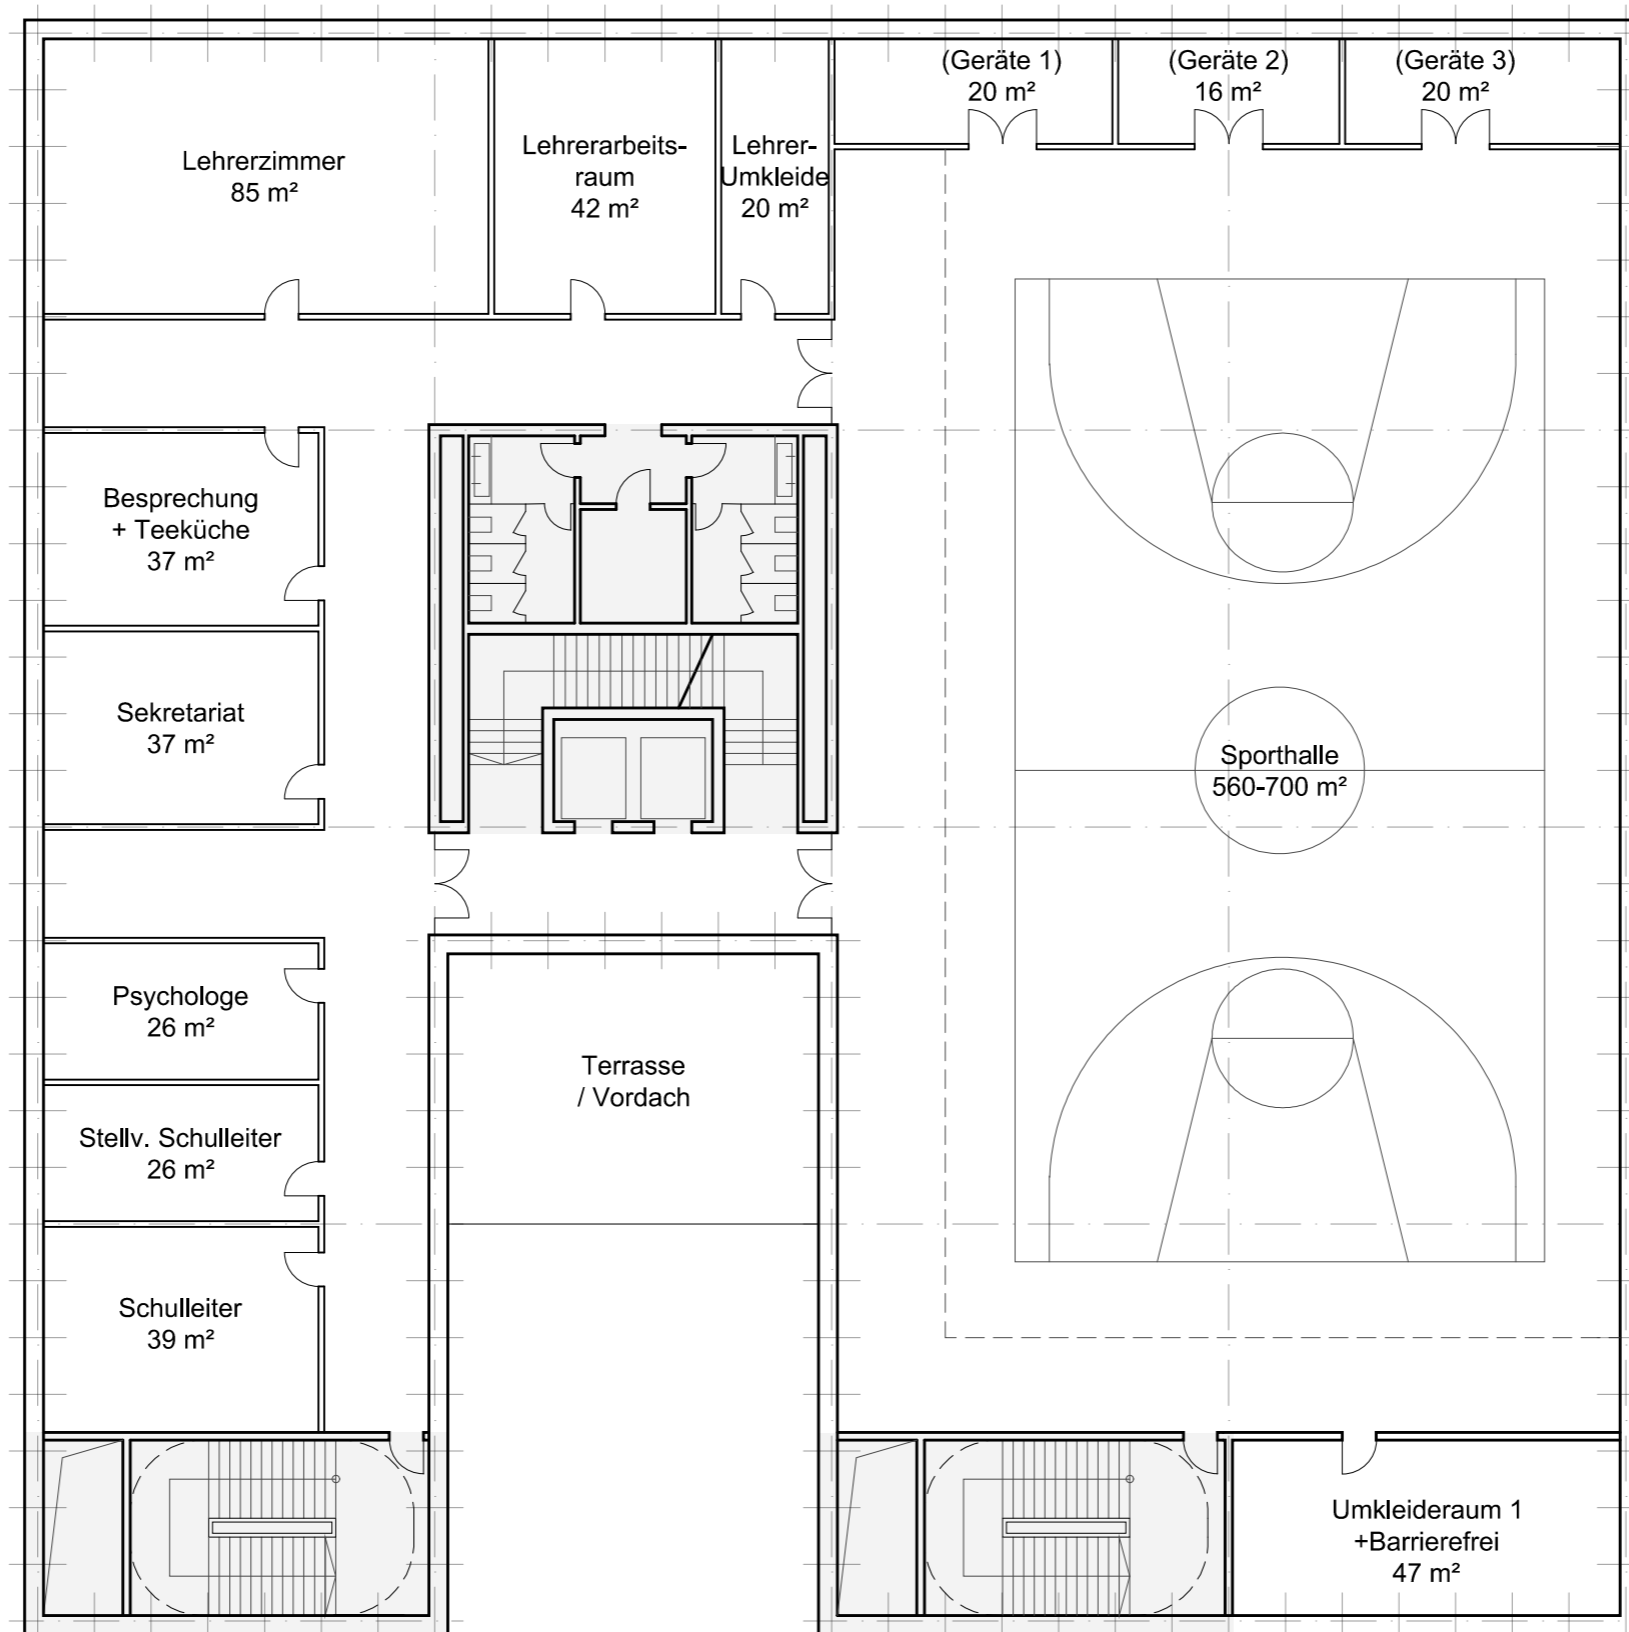 (Geräte 1)
20 m²
(Geräte 2)
16 m²
(Geräte 3)
20 m²
Lehrerzimmer
85 m²
Lehrerarbeits-
raum
42 m²
Lehrer-
Umkleide
20 m²
Besprechung
+ Teeküche
37 m²
Sekretariat
37 m²
Sporthalle
560-700 m²
Psychologe
26 m²
Terrasse
/ Vordach
Stellv. Schulleiter
26 m²
Schulleiter
39 m²
Umkleideraum 1
+Barrierefrei
47 m²